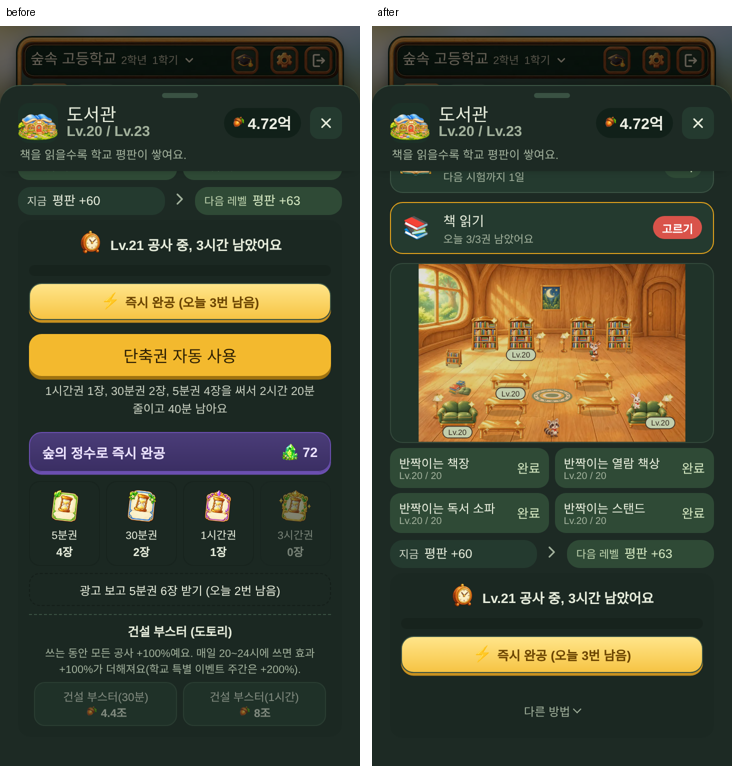 before
숲속 고등학교 2학년 1학기
도서관
Lv.20 / Lv.23
4.72억
책을 읽을수록 학교 평판이 쌓여요.
지금 평판 +60
다음 레벨 평판 +63
Lv.21 공사 중, 3시간 남았어요
즉시 완공 (오늘 3번 남음)
단축권 자동 사용
1시간권 1장, 30분권 2장, 5분권 4장을 써서 2시간 20분
줄이고 40분 남아요
숲의 정수로 즉시 완공 72
5분권 30분권 1시간권 3시간권
4장 2장 1장 0장
광고 보고 5분권 6장 받기 (오늘 2번 남음)
건설 부스터 (도토리)
쓰는 동안 모든 공사 +100%예요. 매일 20~24시에 쓰면 효과
+100%가 더해져요(학교 특별 이벤트 주간은 +200%).
건설 부스터(30분) 건설 부스터(1시간)
4.4조 8조
after
숲속 고등학교 2학년 1학기
도서관
Lv.20 / Lv.23
4.72억
책을 읽을수록 학교 평판이 쌓여요.
다음 시험까지 1일
책 읽기
오늘 3/3권 남았어요
고르기
Lv.20
Lv.20
Lv.20
Lv.20
반짝이는 책장
Lv.20 / 20
완료
반짝이는 열람 책상
Lv.20 / 20
완료
반짝이는 독서 소파
Lv.20 / 20
완료
반짝이는 스탠드
Lv.20 / 20
완료
지금 평판 +60
다음 레벨 평판 +63
Lv.21 공사 중, 3시간 남았어요
즉시 완공 (오늘 3번 남음)
다른 방법